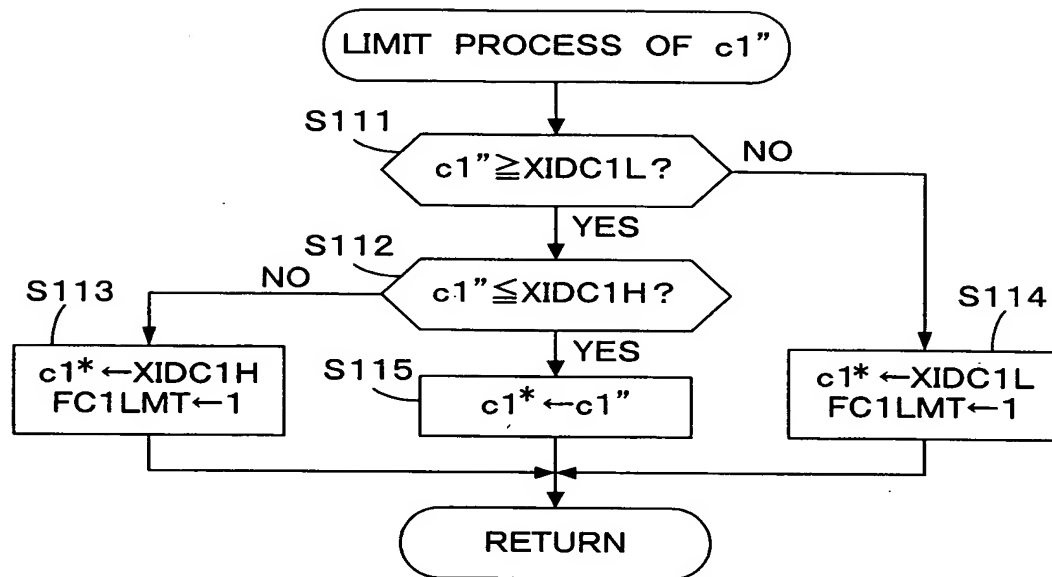 LIMIT PROCESS OF c1"
S111
c1"≧XIDC1L?
NO
YES
S112
c1"≦XIDC1H?
NO
YES
S113
c1*←XIDC1H
FC1LMT←1
S115
c1*←c1"
S114
c1*←XIDC1L
FC1LMT←1
RETURN